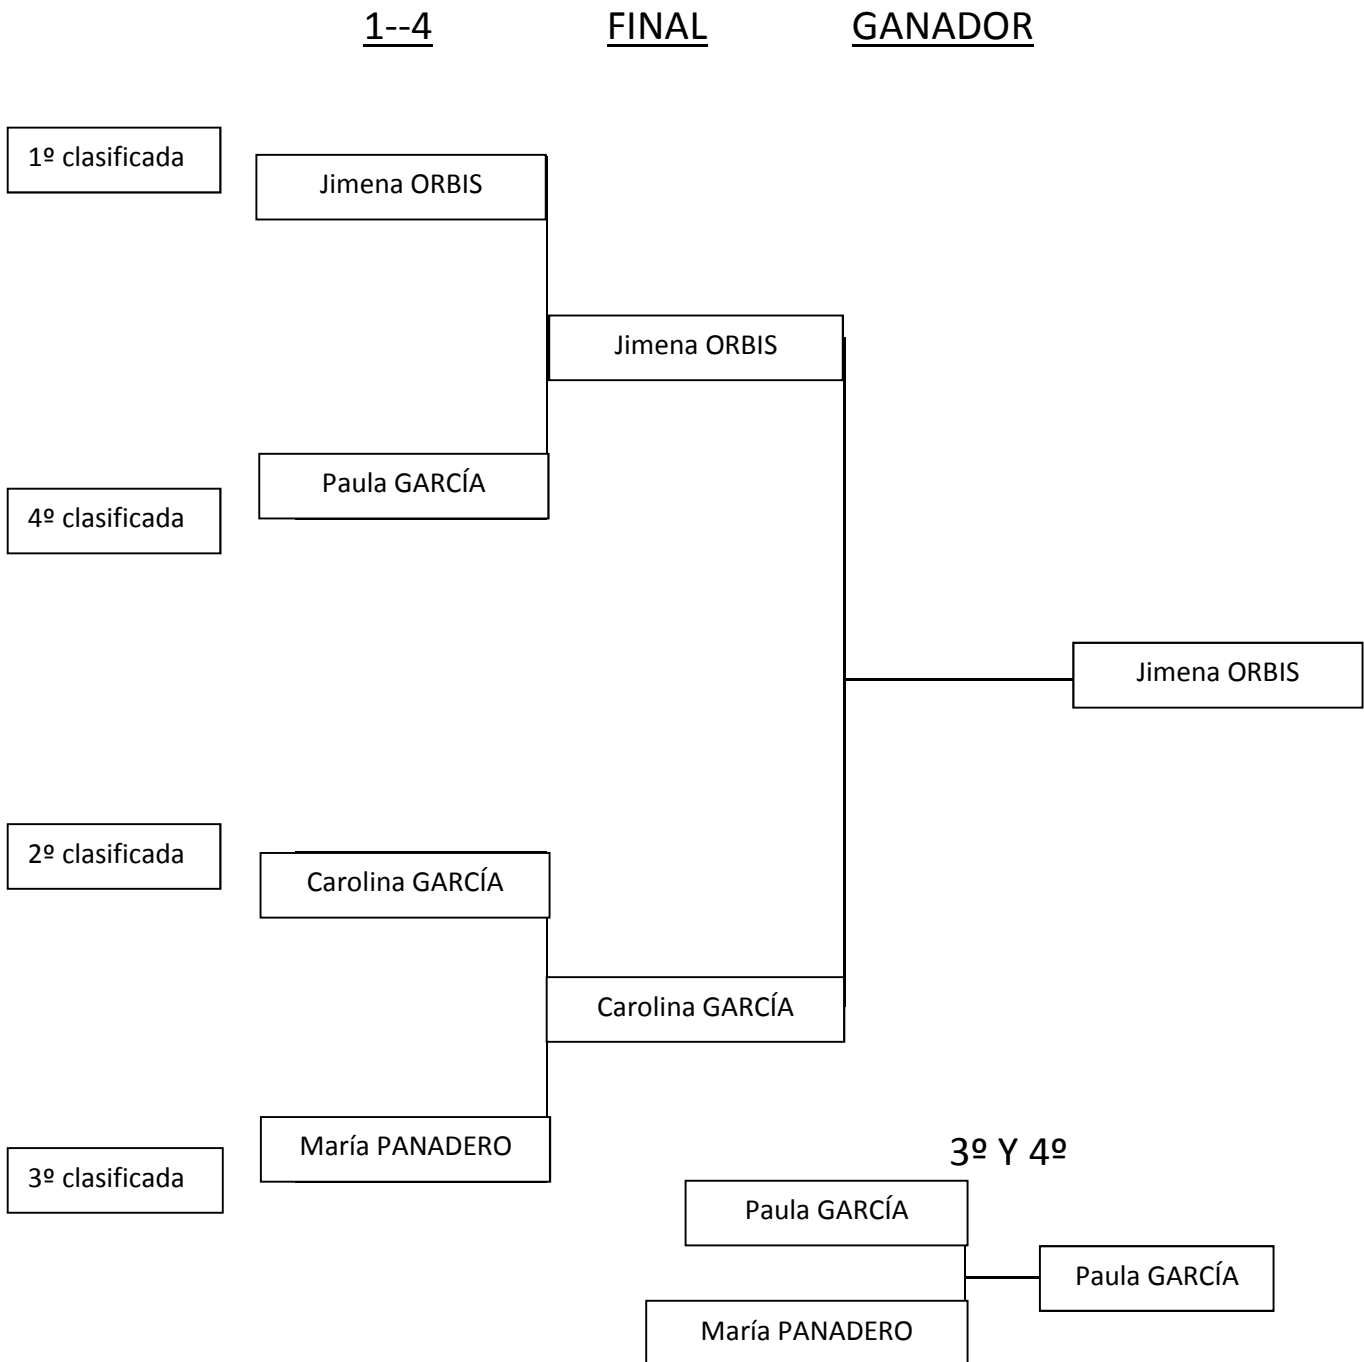 1--4 FINAL GANADOR
1º clasificada
Jimena ORBIS
Jimena ORBIS
Paula GARCÍA
4º clasificada
Jimena ORBIS
2º clasificada
Carolina GARCÍA
Carolina GARCÍA
María PANADERO
3º clasificada
3º Y 4º
Paula GARCÍA
Paula GARCÍA
María PANADERO